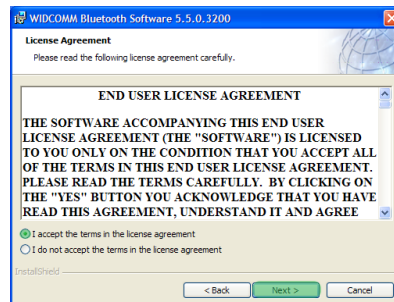 WIDCOMM Bluetooth Software 5.5.0.3200
License Agreement
Please read the following license agreement carefully.
END USER LICENSE AGREEMENT
THE SOFTWARE ACCOMPANYING THIS END USER
LICENSE AGREEMENT (THE "SOFTWARE") IS LICENSED
TO YOU ONLY ON THE CONDITION THAT YOU ACCEPT ALL
OF THE TERMS IN THIS END USER LICENSE AGREEMENT.
PLEASE READ THE TERMS CAREFULLY. BY CLICKING ON
THE "YES" BUTTON YOU ACKNOWLEDGE THAT YOU HAVE
READ THIS AGREEMENT, UNDERSTAND IT AND AGREE
I accept the terms in the license agreement
I do not accept the terms in the license agreement
InstallShield
< Back Next > Cancel